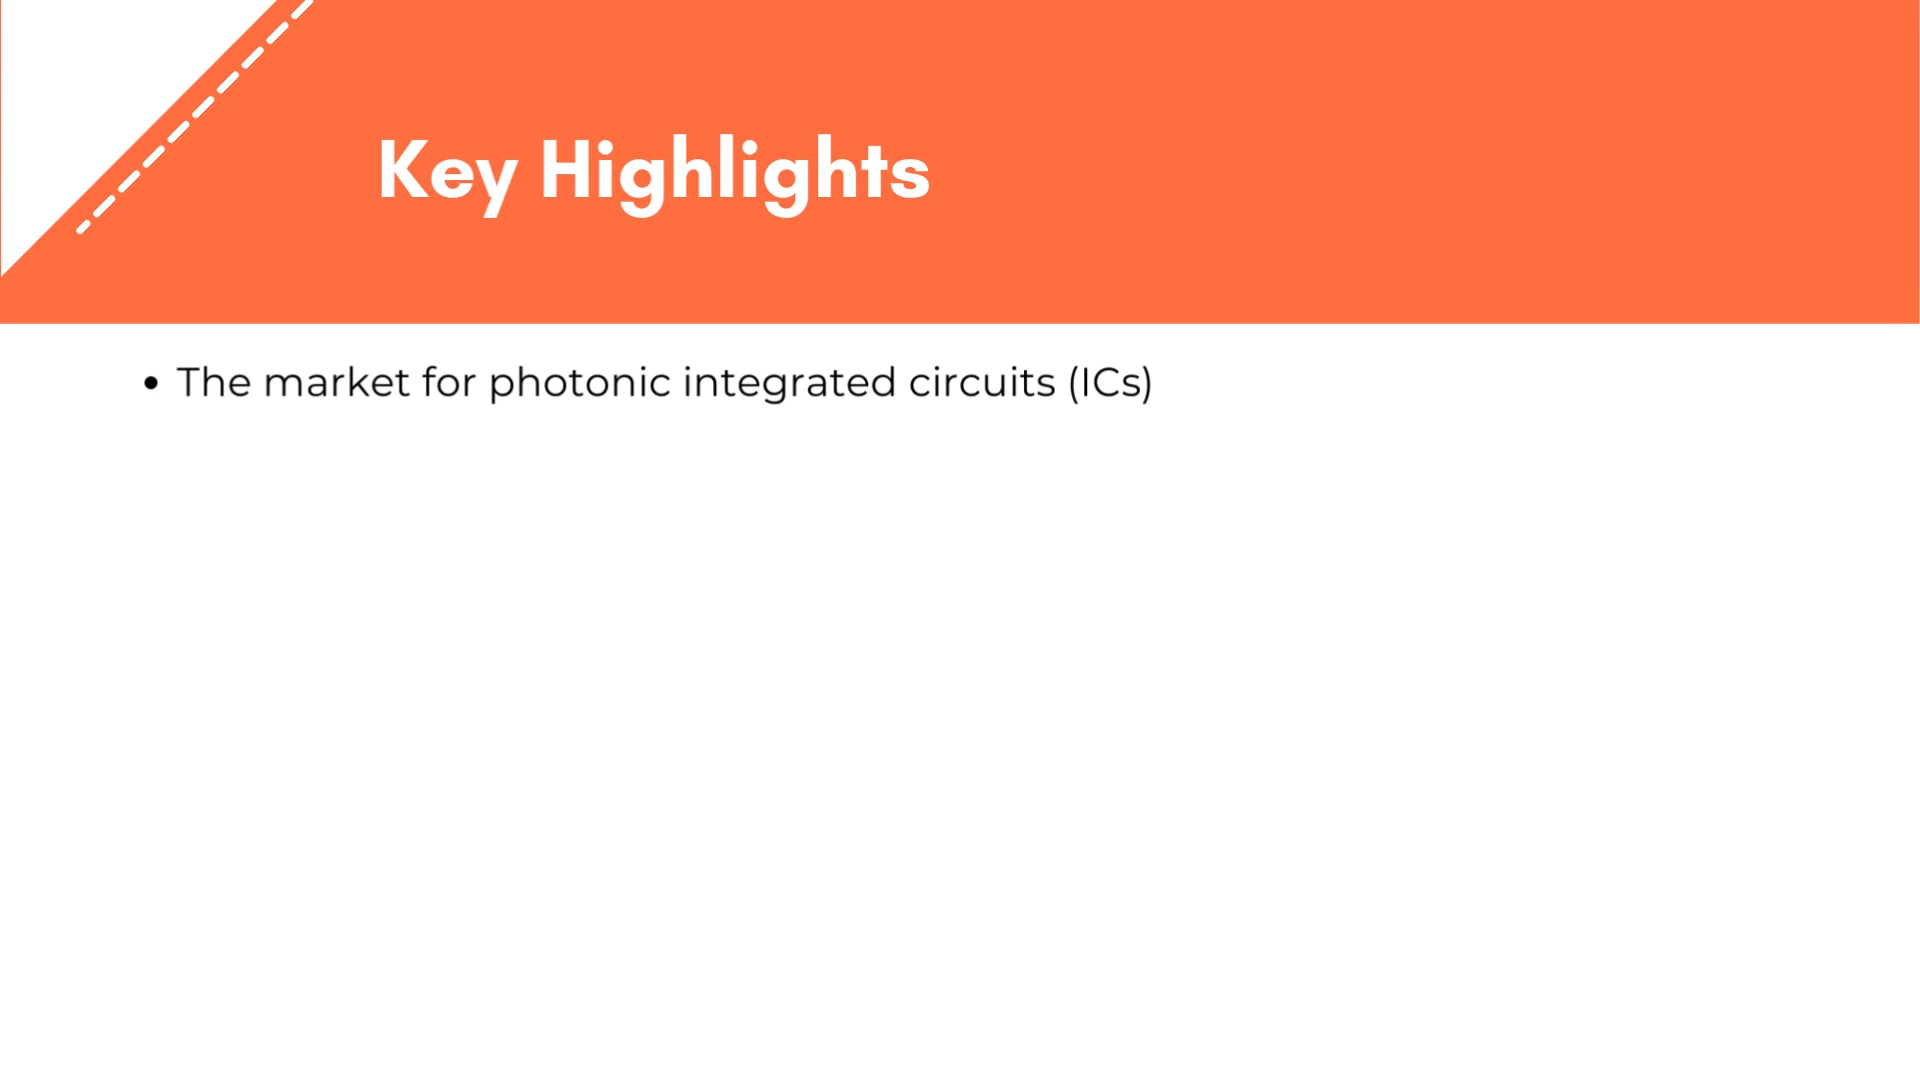 Key Highlights
• The market for photonic integrated circuits (ICs)